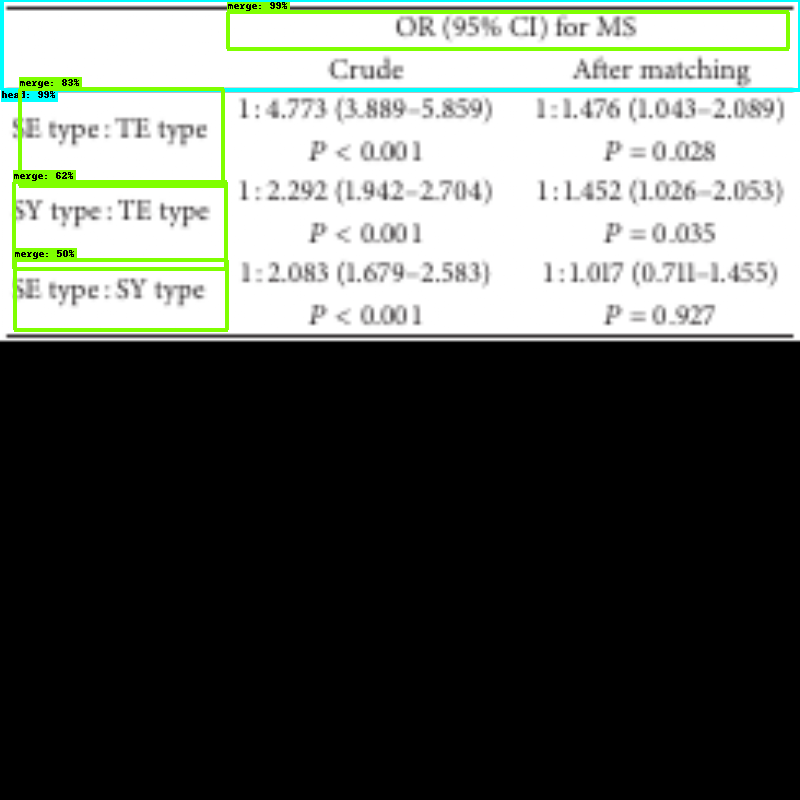 merge: 99%
OR (95% CI) for MS
Crude After matching
merge: 83%
head: 99%
1:4.773 (3.889–5.859) 1:1.476 (1.043–2.089)
SE type: TE type
P < 0.001 P = 0.028
merge: 62%
1:2.292 (1.942–2.704) 1:1.452 (1.026–2.053)
SY type: TE type
P < 0.001 P = 0.035
merge: 50%
1:2.083 (1.679–2.583) 1:1.017 (0.711–1.455)
SE type: SY type
P < 0.001 P = 0.927